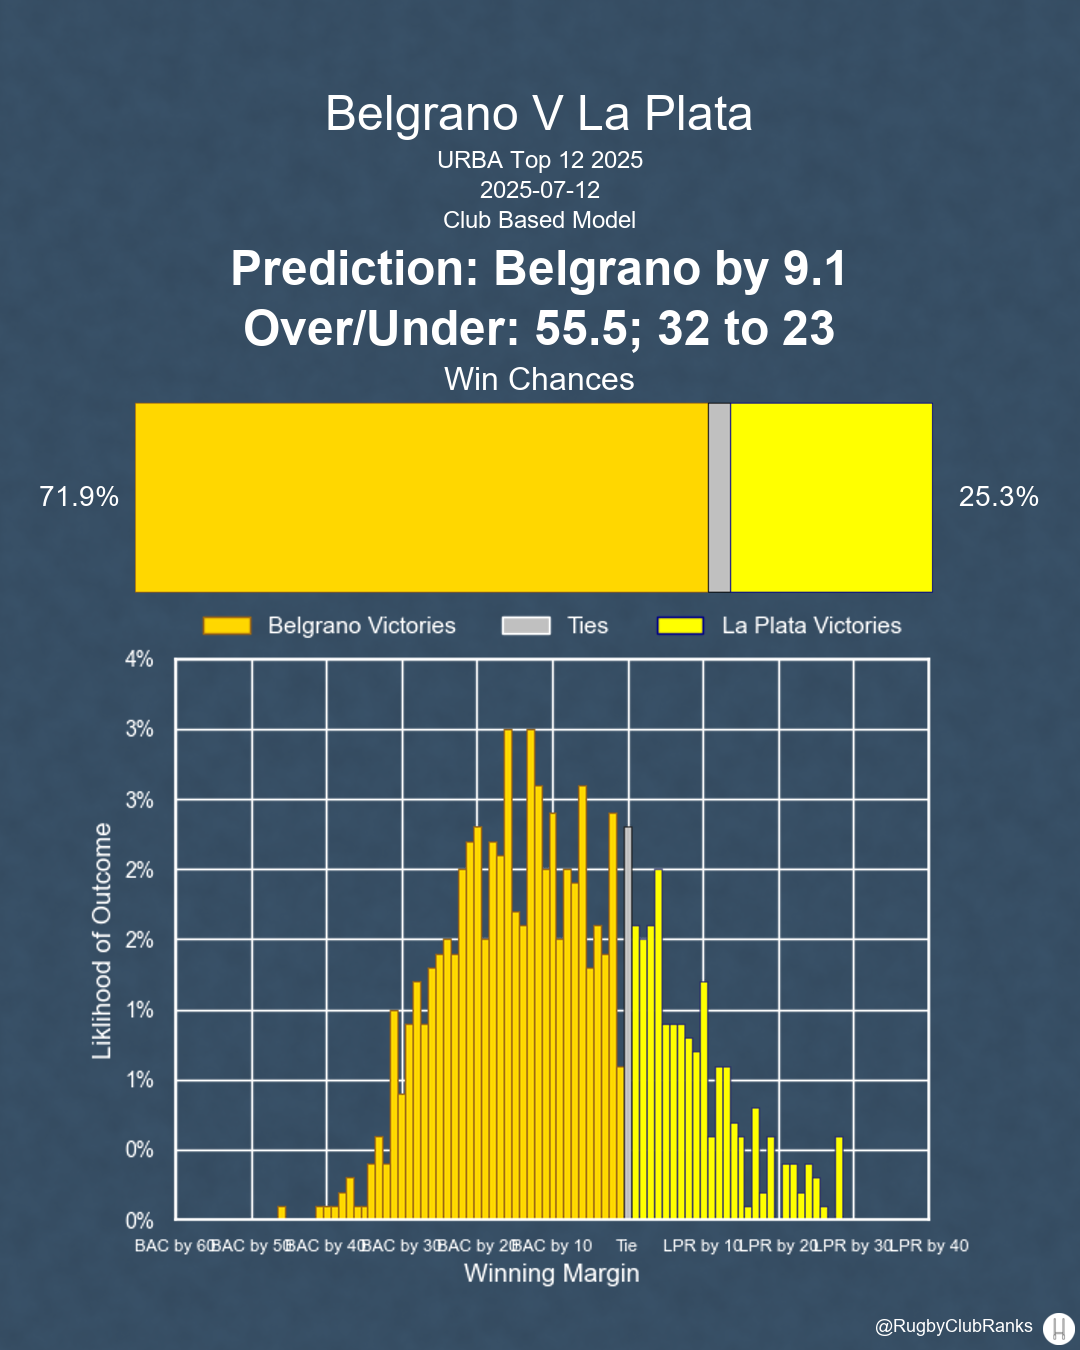 Belgrano V La Plata
URBA Top 12 2025
2025-07-12
Club Based Model
Prediction: Belgrano by 9.1
Over/Under: 55.5; 32 to 23
Win Chances
71.9%
25.3%
Belgrano Victories
Ties
La Plata Victories
4%
3%
3%
2%
2%
1%
1%
0%
0%
Liklihood of Outcome
BAC by 60
BAC by 50
BAC by 40
BAC by 30
BAC by 20
BAC by 10
Tie
LPR by 10
LPR by 20
LPR by 30
LPR by 40
Winning Margin
@RugbyClubRanks